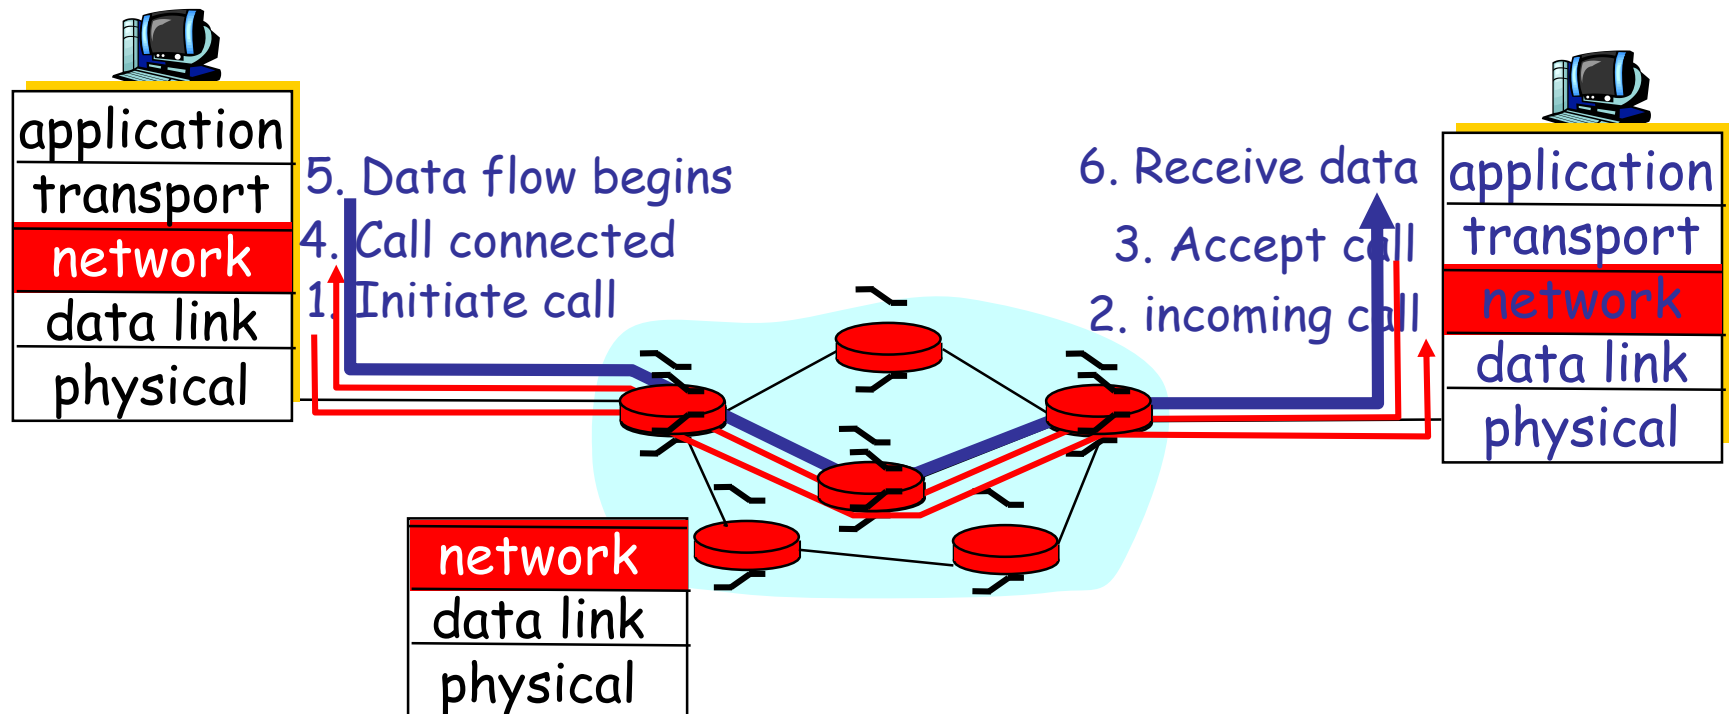 application
transport
network
data link
physical
5. Data flow begins
4. Call connected
1. Initiate call
6. Receive data
3. Accept call
2. incoming call
application
transport
network
data link
physical
network
data link
physical